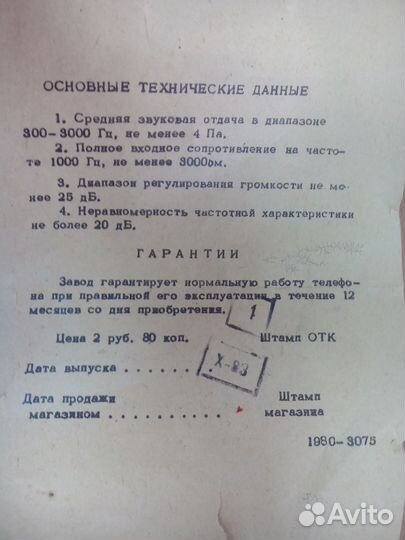 ОСНОВНЫЕ ТЕХНИЧЕСКИЕ ДАННЫЕ
1. Средняя звуковая отдача в диапазоне
300-3000 Гц, не менее 4 Па.
2. Полное входное сопротивление на часто-
те 1000 Гц, не менее 300ом.
3. Диапазон регулирования громкости не ме-
нее 25 дБ.
4. Неравномерность частотной характеристики
не более 20 дБ.
ГАРАНТИИ
Завод гарантирует нормальную работу телефо-
на при правильной его эксплуатации в течение 12
месяцев со дня приобретения.
1
Цена 2 руб. 80 коп. Штамп ОТК
Дата выпуска . . . . . . .
X-83
Дата продажи Штамп
магазином . . . . . . . . . . магазина
1980-3075
Avito